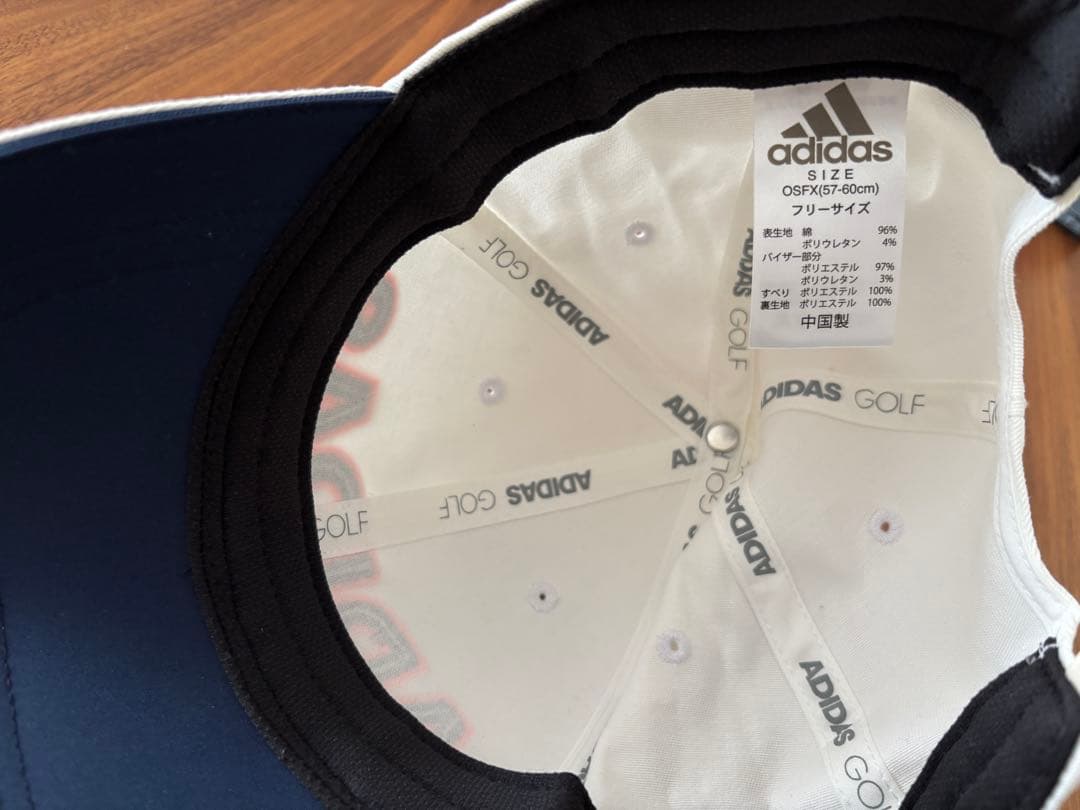 adidas
SIZE
OSFX(57-60cm)
フリーサイズ
表生地 綿 96%
ポリウレタン 4%
バイザー部分
ポリエステル 97%
ポリウレタン 3%
すべり ポリエステル 100%
裏生地 ポリエステル 100%
中国製
ADIDAS GOLF
ADIDAS GOLF
ADIDAS GOLF
ADIDAS GOLF
GOLF
ADIDAS
ADIDAS